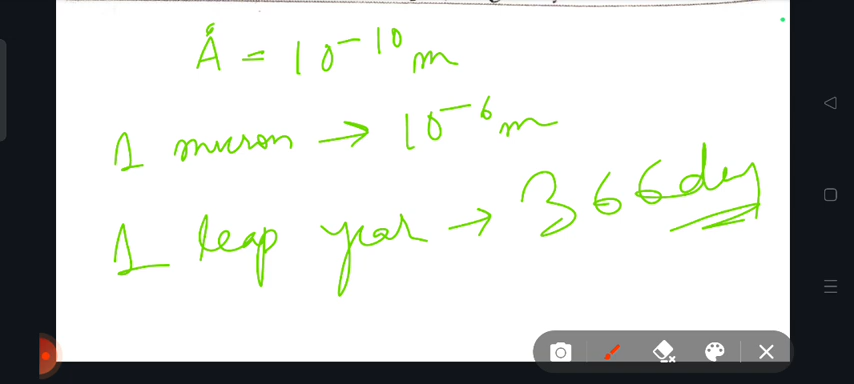 Å = 10⁻¹⁰ m
1 micron → 10⁻⁶ m
1 leap year → 366 day